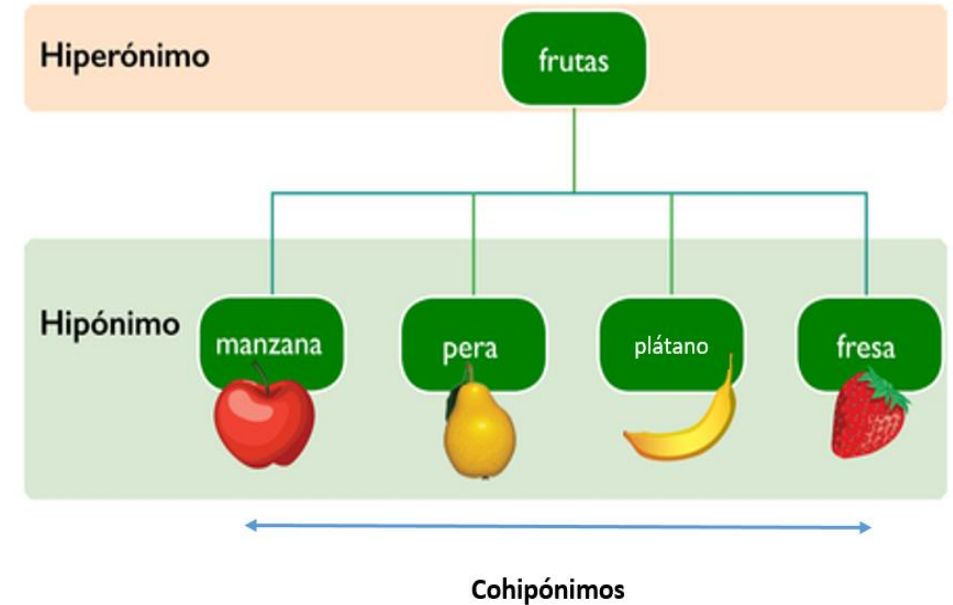 Hiperónimo
frutas
Hipónimo
manzana
pera
plátano
fresa
Cohipónimos